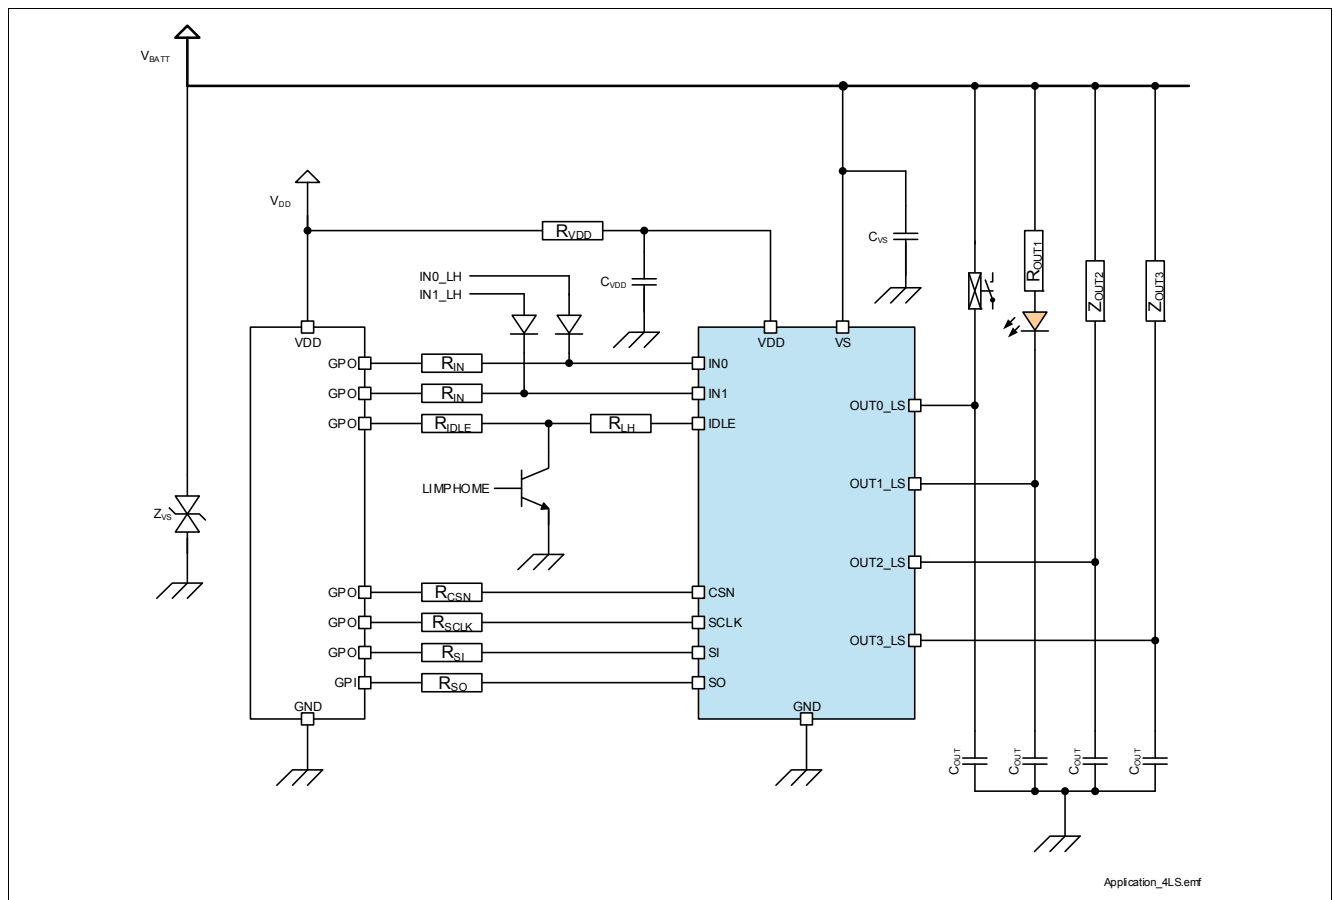 VBATT
VDD
RVDD
CVS
IN0_LH
IN1_LH
CVDD
ROUT1
ZOUT2
ZOUT3
VDD
VDD
VS
GPO
RIN
IN0
GPO
RIN
IN1
OUT0_LS
GPO
RIDLE
RLH
IDLE
LIMPHOME
OUT1_LS
ZVS
OUT2_LS
GPO
RCSN
CSN
GPO
RSCLK
SCLK
OUT3_LS
GPO
RSI
SI
GPI
RSO
SO
GND
GND
COUT
COUT
COUT
COUT
Application_4LS.emf